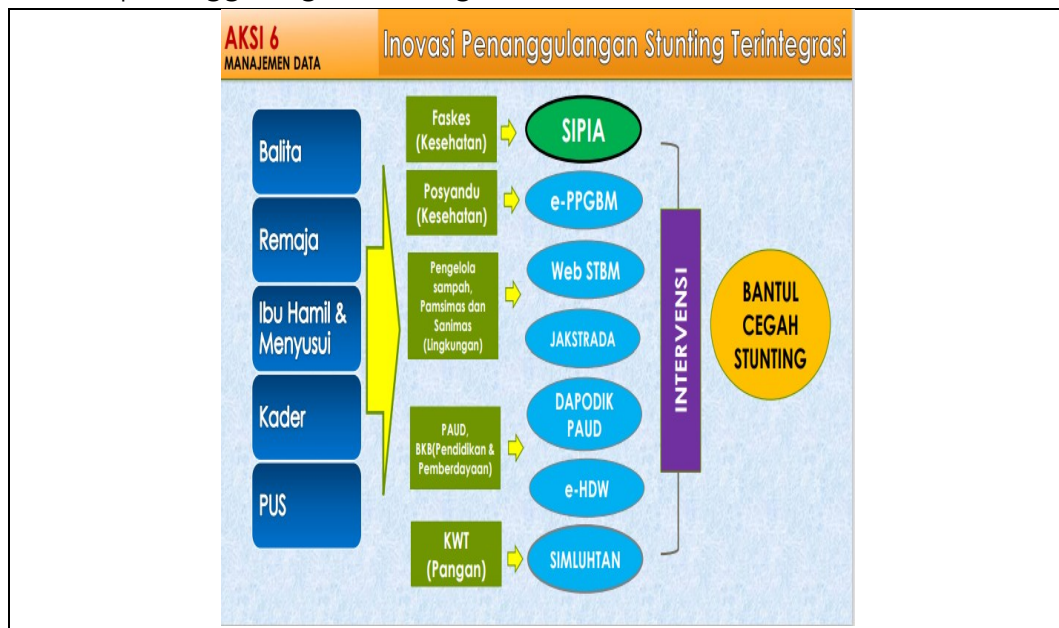 AKSI 6
MANAJEMEN DATA
Inovasi Penanggulangan Stunting Terintegrasi
Balita
Remaja
Ibu Hamil &
Menyusui
Kader
PUS
Faskes
(Kesehatan)
SIPIA
Posyandu
(Kesehatan)
e-PPGBM
Pengelola
sampah,
Pamsimas dan
Sanimas
(Lingkungan)
Web STBM
JAKSTRADA
PAUD,
BKB(Pendidikan &
Pemberdayaan)
DAPODIK
PAUD
e-HDW
KWT
(Pangan)
SIMLUHTAN
INTERVENSI
BANTUL
CEGAH
STUNTING